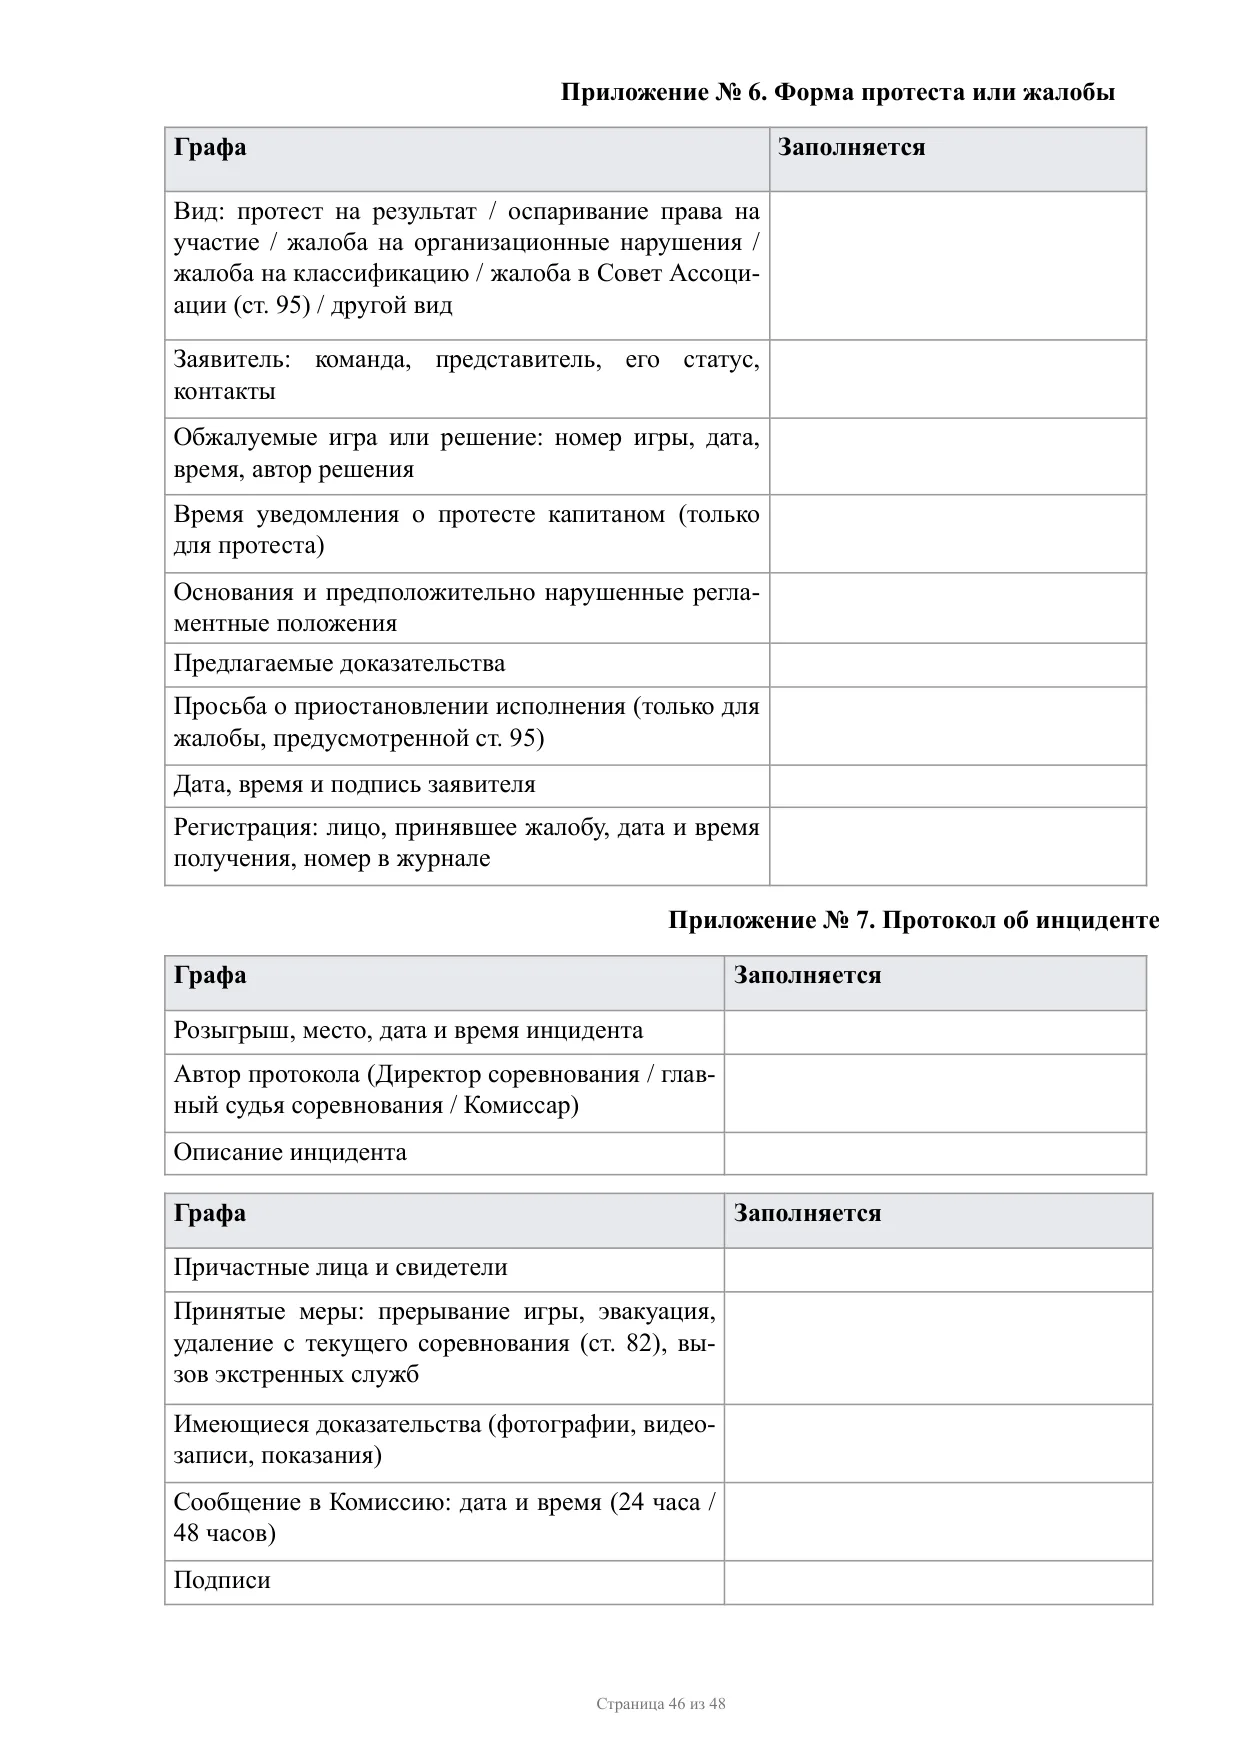 Приложение № 6. Форма протеста или жалобы
Графа
Заполняется
Вид: протест на результат / оспаривание права на
участие / жалоба на организационные нарушения /
жалоба на классификацию / жалоба в Совет Ассоци-
ации (ст. 95) / другой вид
Заявитель: команда, представитель, его статус,
контакты
Обжалуемые игра или решение: номер игры, дата,
время, автор решения
Время уведомления о протесте капитаном (только
для протеста)
Основания и предположительно нарушенные регла-
ментные положения
Предлагаемые доказательства
Просьба о приостановлении исполнения (только для
жалобы, предусмотренной ст. 95)
Дата, время и подпись заявителя
Регистрация: лицо, принявшее жалобу, дата и время
получения, номер в журнале
Приложение № 7. Протокол об инциденте
Графа
Заполняется
Розыгрыш, место, дата и время инцидента
Автор протокола (Директор соревнования / глав-
ный судья соревнования / Комиссар)
Описание инцидента
Графа
Заполняется
Причастные лица и свидетели
Принятые меры: прерывание игры, эвакуация,
удаление с текущего соревнования (ст. 82), вы-
зов экстренных служб
Имеющиеся доказательства (фотографии, видео-
записи, показания)
Сообщение в Комиссию: дата и время (24 часа /
48 часов)
Подписи
Страница 46 из 48